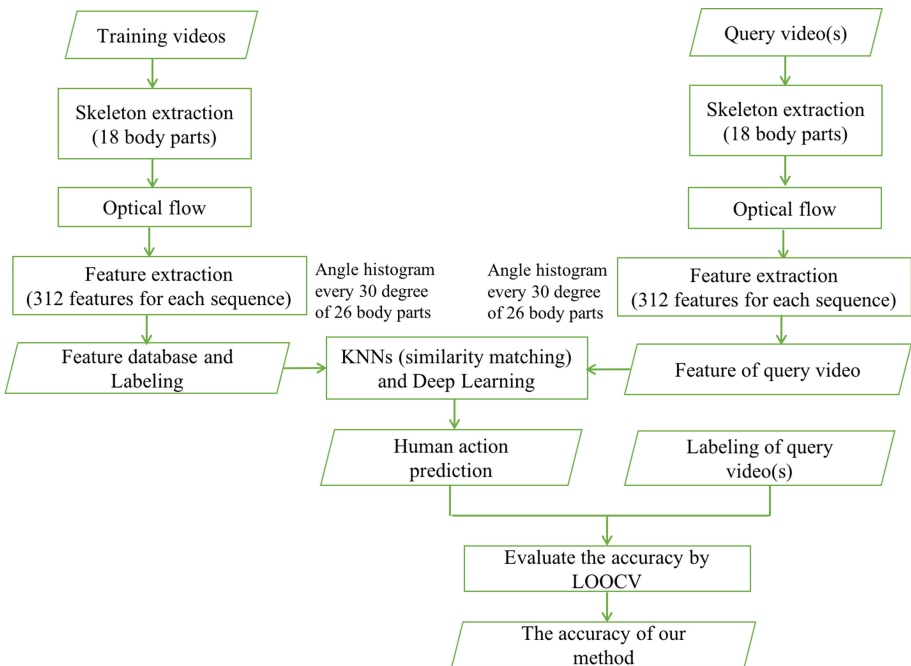 Training videos
Skeleton extraction
(18 body parts)
Optical flow
Feature extraction
(312 features for each sequence)
Angle histogram
every 30 degree
of 26 body parts
Feature database and
Labeling
Query video(s)
Skeleton extraction
(18 body parts)
Optical flow
Angle histogram
every 30 degree
of 26 body parts
Feature extraction
(312 features for each sequence)
Feature of query video
KNNs (similarity matching)
and Deep Learning
Human action
prediction
Labeling of query
video(s)
Evaluate the accuracy by
LOOCV
The accuracy of our
method